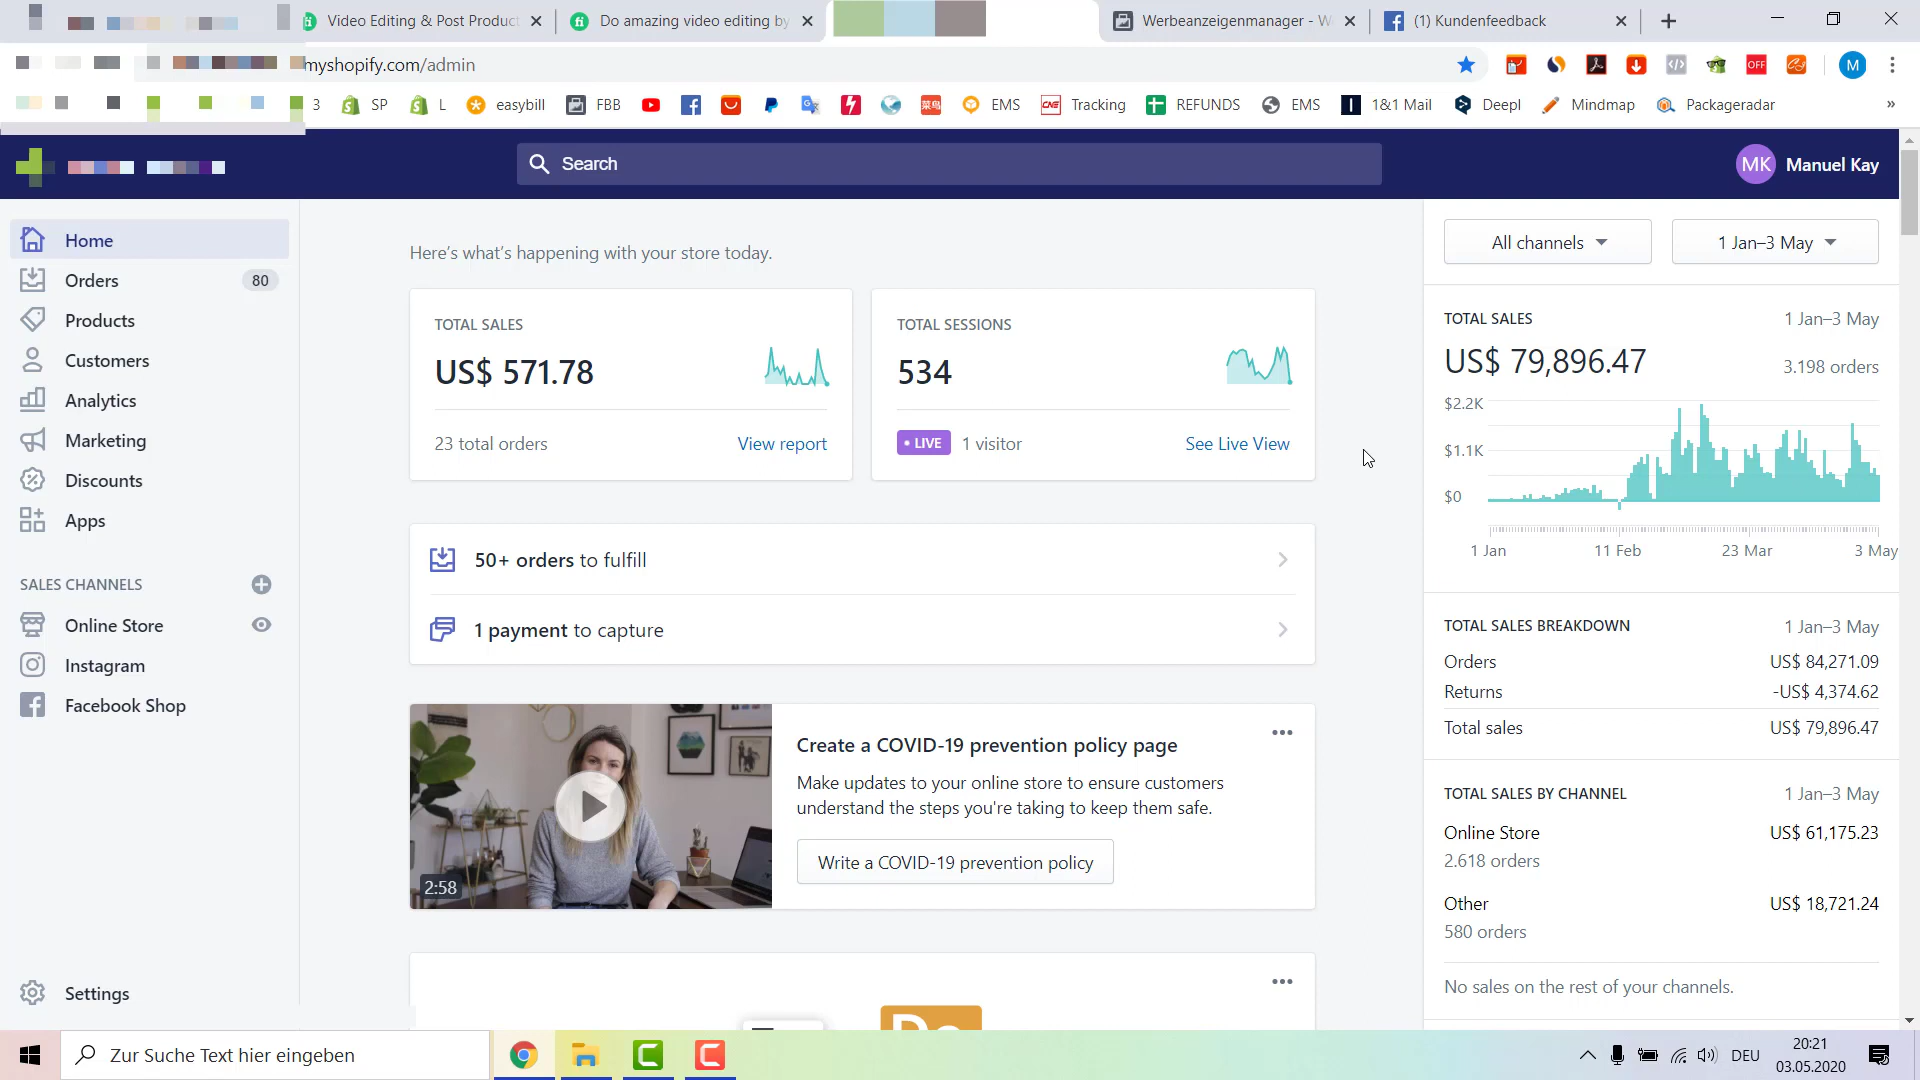 Video Editing & Post Product
Do amazing video editing by
Werbeanzeigenmanager - W
(1) Kundenfeedback
myshopify.com/admin
OFF
M
3
SP
L
easybill
FBB
EMS
CNE
Tracking
REFUNDS
EMS
1&1 Mail
Deepl
Mindmap
Packageradar
»
Search
MK
Manuel Kay
Home
Orders
80
Products
Customers
Analytics
Marketing
Discounts
Apps
SALES CHANNELS
Online Store
Instagram
Facebook Shop
Settings
Here's what's happening with your store today.
TOTAL SALES
US$ 571.78
23 total orders
View report
TOTAL SESSIONS
534
• LIVE
1 visitor
See Live View
50+ orders to fulfill
1 payment to capture
2:58
Create a COVID-19 prevention policy page
Make updates to your online store to ensure customers
understand the steps you're taking to keep them safe.
Write a COVID-19 prevention policy
All channels
1 Jan–3 May
TOTAL SALES
1 Jan–3 May
US$ 79,896.47
3.198 orders
$2.2K
$1.1K
$0
1 Jan
11 Feb
23 Mar
3 May
TOTAL SALES BREAKDOWN
1 Jan–3 May
Orders
US$ 84,271.09
Returns
-US$ 4,374.62
Total sales
US$ 79,896.47
TOTAL SALES BY CHANNEL
1 Jan–3 May
Online Store
US$ 61,175.23
2.618 orders
Other
US$ 18,721.24
580 orders
No sales on the rest of your channels.
Zur Suche Text hier eingeben
DEU
20:21
03.05.2020